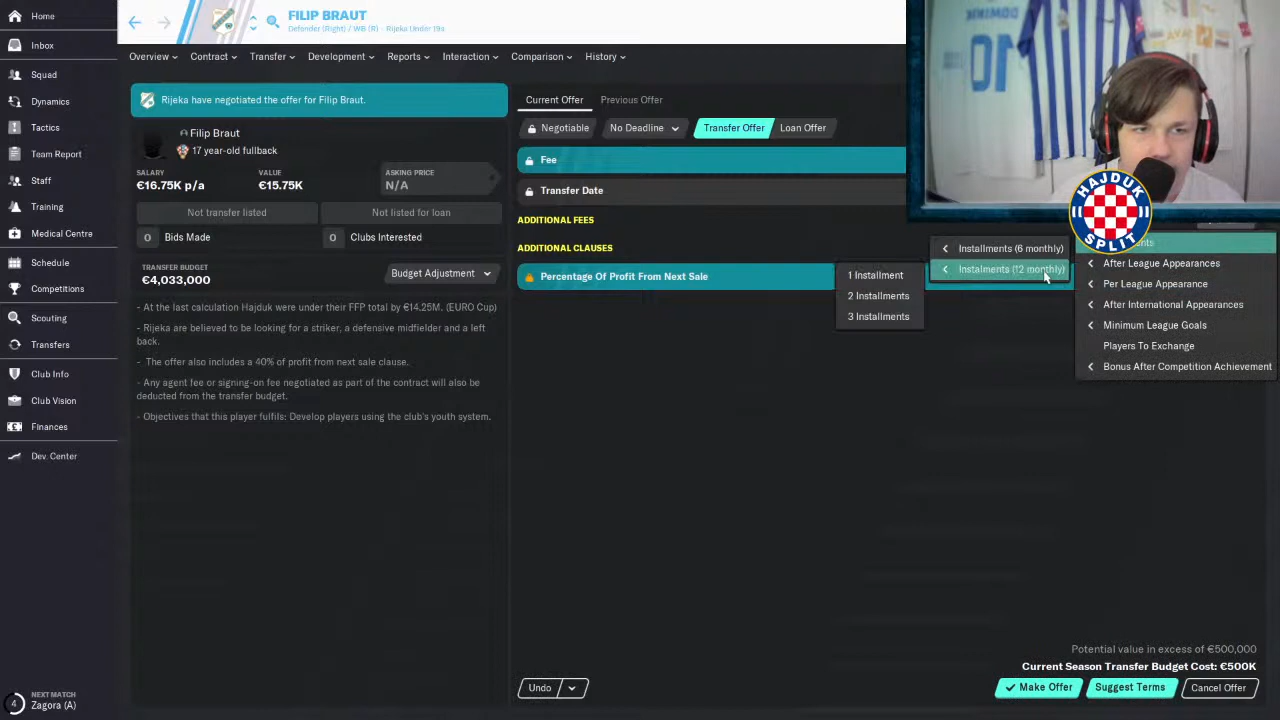 Home
Inbox
Squad
Dynamics
Tactics
Team Report
Staff
Training
Medical Centre
Schedule
Competitions
Scouting
Transfers
Club Info
Club Vision
Finances
Dev. Center
4
NEXT MATCH
Zagora (A)
FILIP BRAUT
Defender (Right) / WB (R) - Rijeka Under 19s
Overview
Contract
Transfer
Development
Reports
Interaction
Comparison
History
Rijeka have negotiated the offer for Filip Braut.
Filip Braut
17 year-old fullback
SALARY
€16.75K p/a
VALUE
€15.75K
ASKING PRICE
N/A
Not transfer listed
Not listed for loan
0 Bids Made
0 Clubs Interested
TRANSFER BUDGET
€4,033,000
Budget Adjustment
- At the last calculation Hajduk were under their FFP total by €14.25M. (EURO Cup)
- Rijeka are believed to be looking for a striker, a defensive midfielder and a left
back.
- The offer also includes a 40% of profit from next sale clause.
- Any agent fee or signing-on fee negotiated as part of the contract will also be
deducted from the transfer budget.
- Objectives that this player fulfils: Develop players using the club's youth system.
Current Offer
Previous Offer
Negotiable
No Deadline
Transfer Offer
Loan Offer
Fee
Transfer Date
ADDITIONAL FEES
ADDITIONAL CLAUSES
Percentage Of Profit From Next Sale
1 Installment
2 Installments
3 Installments
Installments (6 monthly)
Instalments (12 monthly)
After League Appearances
Per League Appearance
After International Appearances
Minimum League Goals
Players To Exchange
Bonus After Competition Achievement
DOMINIK
10
HAJDUK
SPLIT
Potential value in excess of €500,000
Current Season Transfer Budget Cost: €500K
Undo
Make Offer
Suggest Terms
Cancel Offer